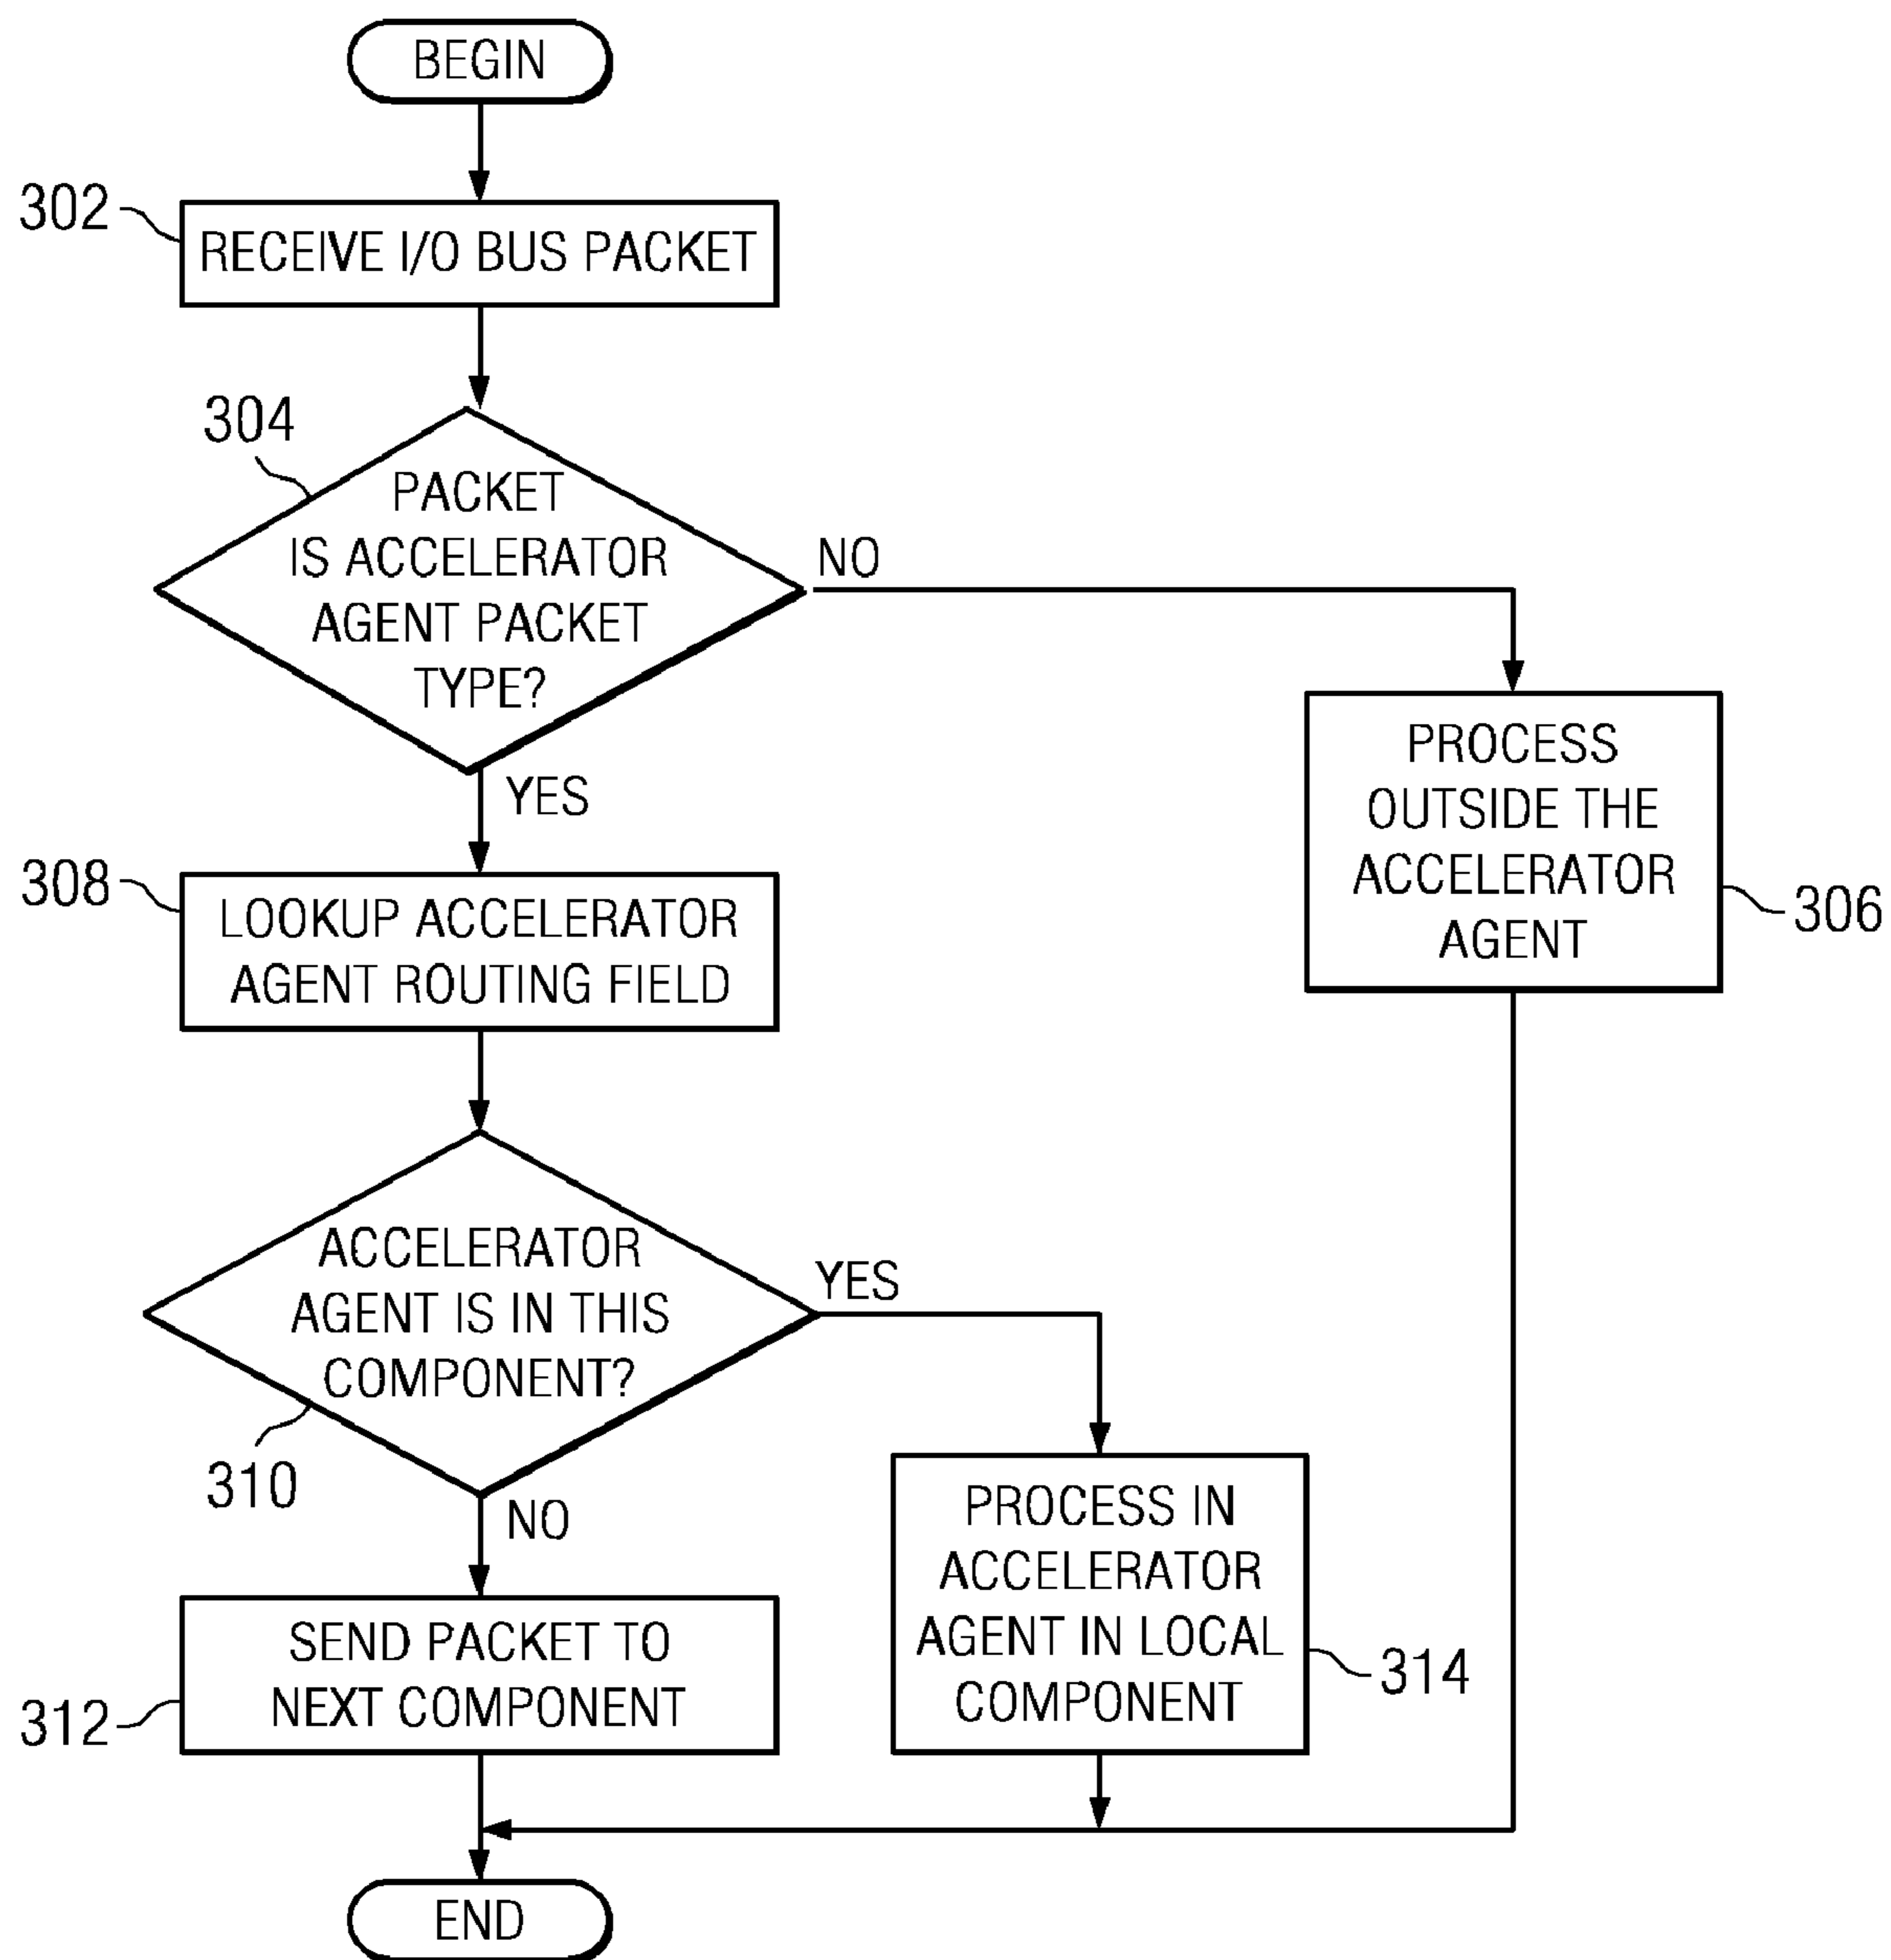 BEGIN
302
RECEIVE I/O BUS PACKET
304
PACKET
IS ACCELERATOR
AGENT PACKET
TYPE?
NO
YES
PROCESS
OUTSIDE THE
ACCELERATOR
AGENT
306
308
LOOKUP ACCELERATOR
AGENT ROUTING FIELD
ACCELERATOR
AGENT IS IN THIS
COMPONENT?
YES
310
NO
PROCESS IN
ACCELERATOR
AGENT IN LOCAL
COMPONENT
314
SEND PACKET TO
NEXT COMPONENT
312
END